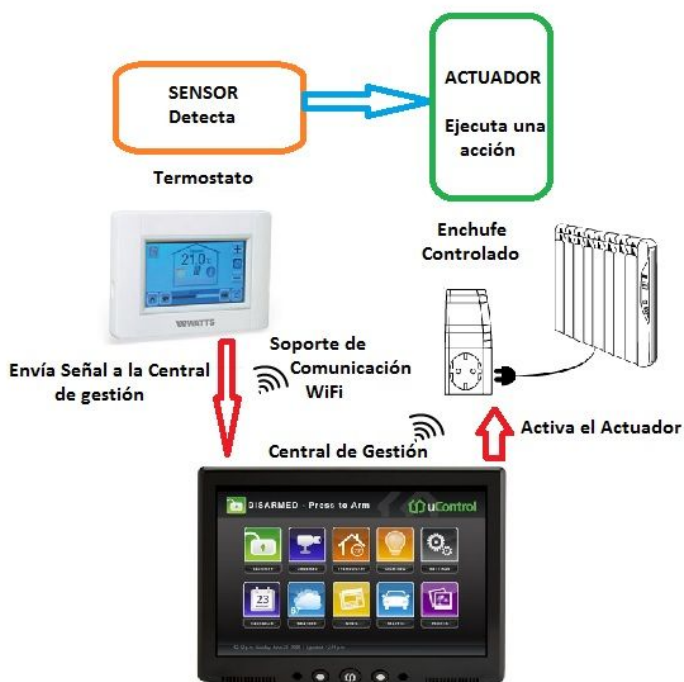 SENSOR
Detecta
ACTUADOR
Ejecuta una
acción
Termostato
Enchufe
Controlado
21.0
WATTS
Envía Señal a la Central
de gestión
Soporte de
Comunicación
WiFi
Activa el Actuador
Central de Gestión
DISARMED - Press to Arm
uControl
23